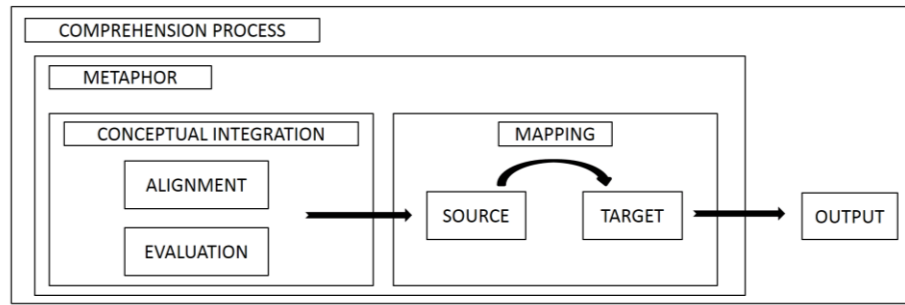 COMPREHENSION PROCESS
METAPHOR
CONCEPTUAL INTEGRATION
ALIGNMENT
EVALUATION
MAPPING
SOURCE
TARGET
OUTPUT